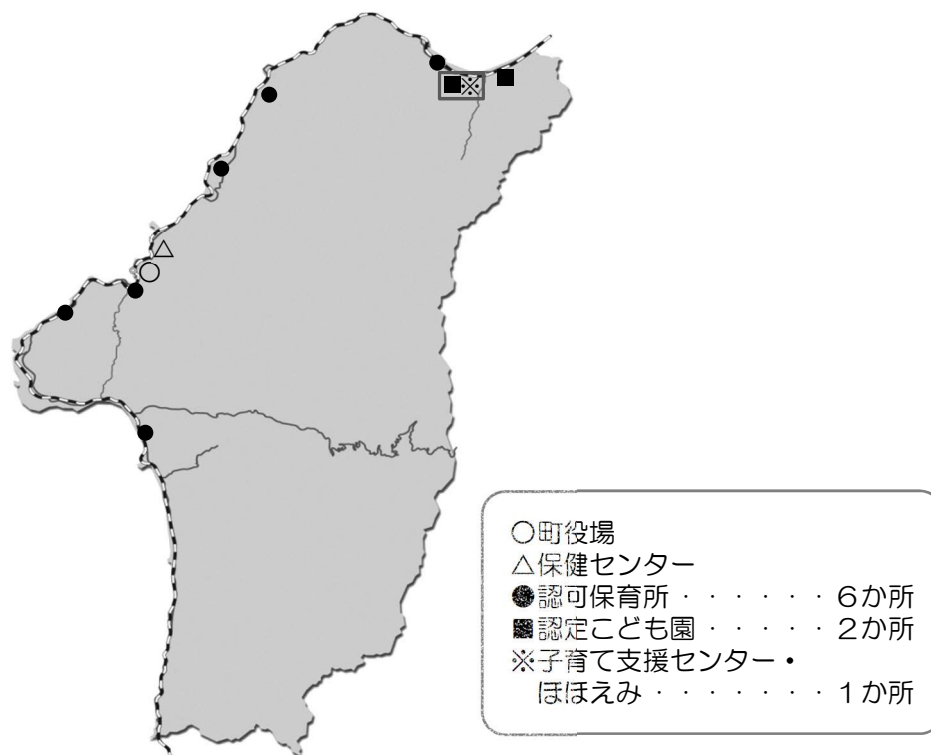 ○町役場
△保健センター
●認可保育所・・・・・・6か所
■認定こども園・・・・・2か所
※子育て支援センター・
ほほえみ・・・・・・・1か所